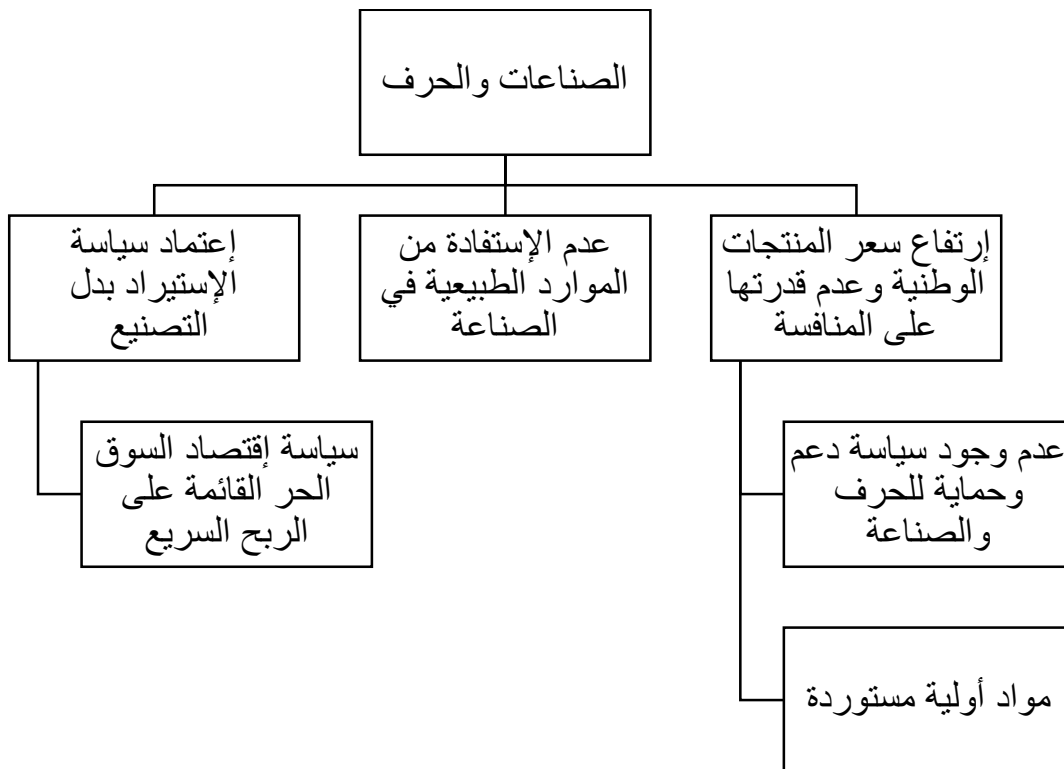 الصناعات والحرف
إرتفاع سعر المنتجات
الوطنية وعدم قدرتها
على المنافسة
عدم الإستفادة من
الموارد الطبيعية في
الصناعة
إعتماد سياسة
الإستيراد بدل
التصنيع
عدم وجود سياسة دعم
وحماية للحرف
والصناعة
سياسة إقتصاد السوق
الحر القائمة على
الربح السريع
مواد أولية مستوردة